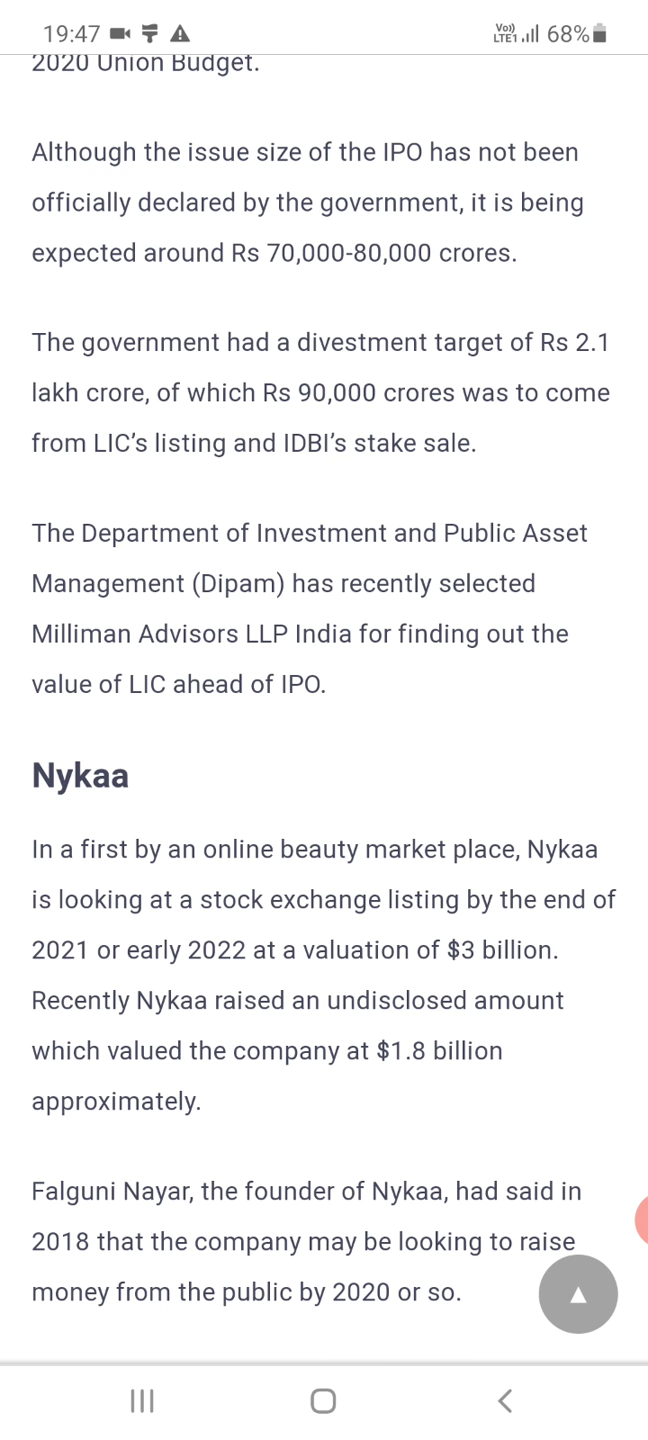 19:47
Vo)) LTE1 68%
2020 Union Budget.
Although the issue size of the IPO has not been
officially declared by the government, it is being
expected around Rs 70,000-80,000 crores.
The government had a divestment target of Rs 2.1
lakh crore, of which Rs 90,000 crores was to come
from LIC’s listing and IDBI’s stake sale.
The Department of Investment and Public Asset
Management (Dipam) has recently selected
Milliman Advisors LLP India for finding out the
value of LIC ahead of IPO.
Nykaa
In a first by an online beauty market place, Nykaa
is looking at a stock exchange listing by the end of
2021 or early 2022 at a valuation of $3 billion.
Recently Nykaa raised an undisclosed amount
which valued the company at $1.8 billion
approximately.
Falguni Nayar, the founder of Nykaa, had said in
2018 that the company may be looking to raise
money from the public by 2020 or so.